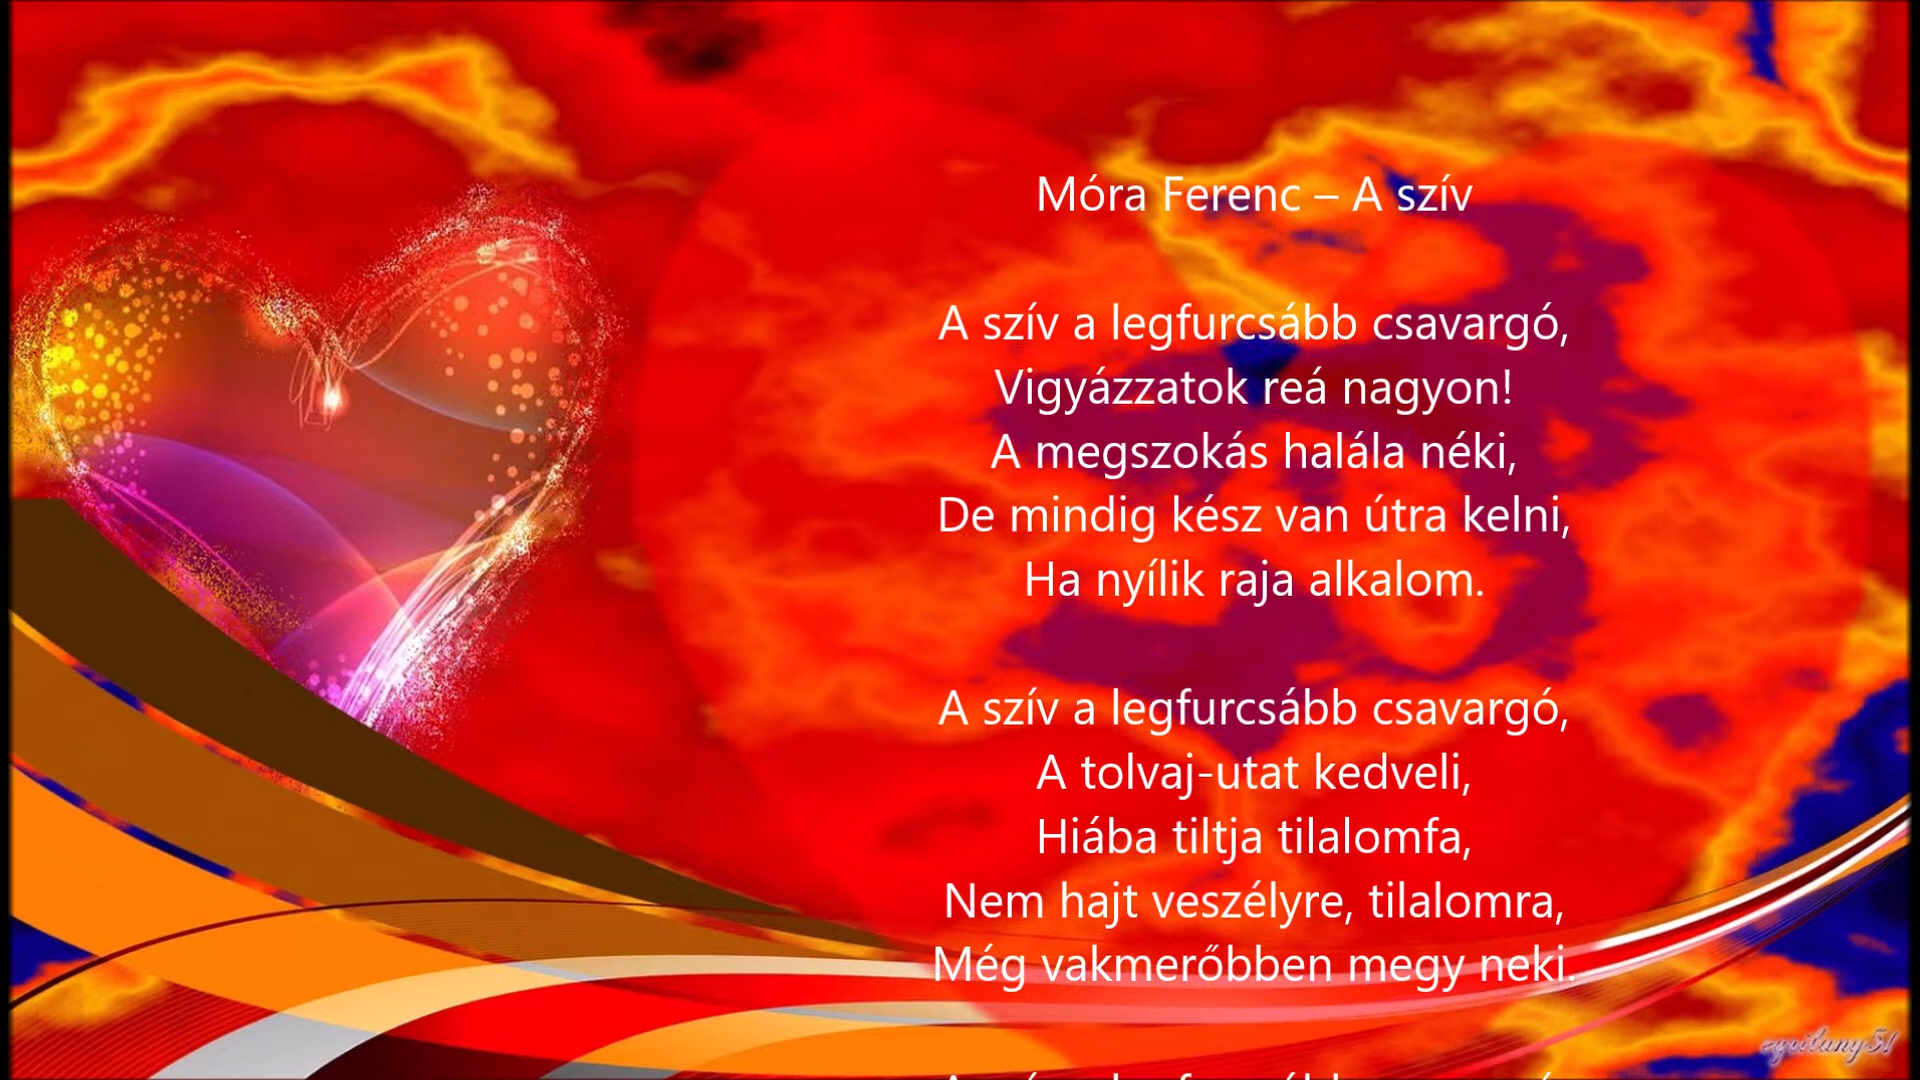 Móra Ferenc – A szív
A szív a legfurcsább csavargó,
Vigyázzatok reá nagyon!
A megszokás halála néki,
De mindig kész van útra kelni,
Ha nyílik raja alkalom.
A szív a legfurcsább csavargó,
A tolvaj-utat kedveli,
Hiába tiltja tilalomfa,
Nem hajt veszélyre, tilalomra,
Még vakmerőbben megy neki.